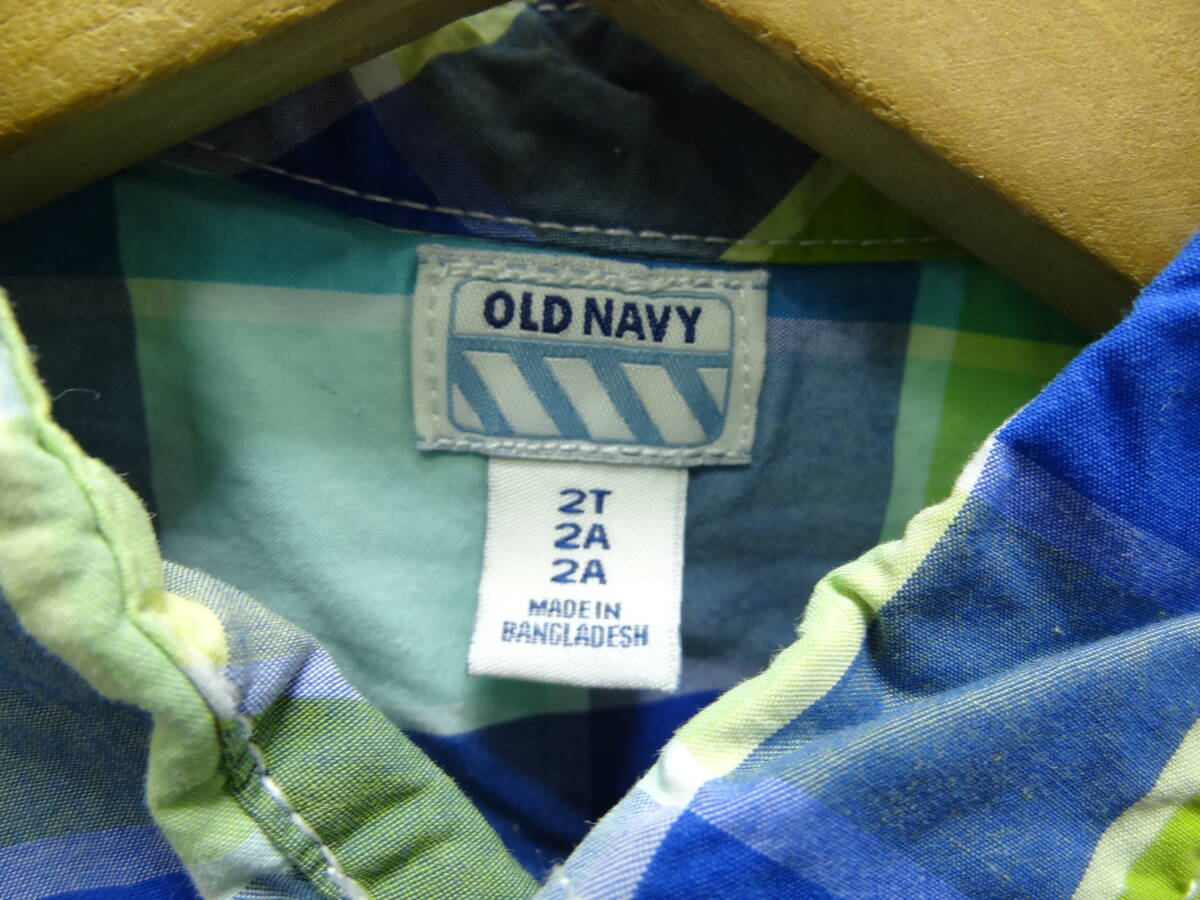 OLD NAVY
2T
2A
2A
MADE IN
BANGLADESH